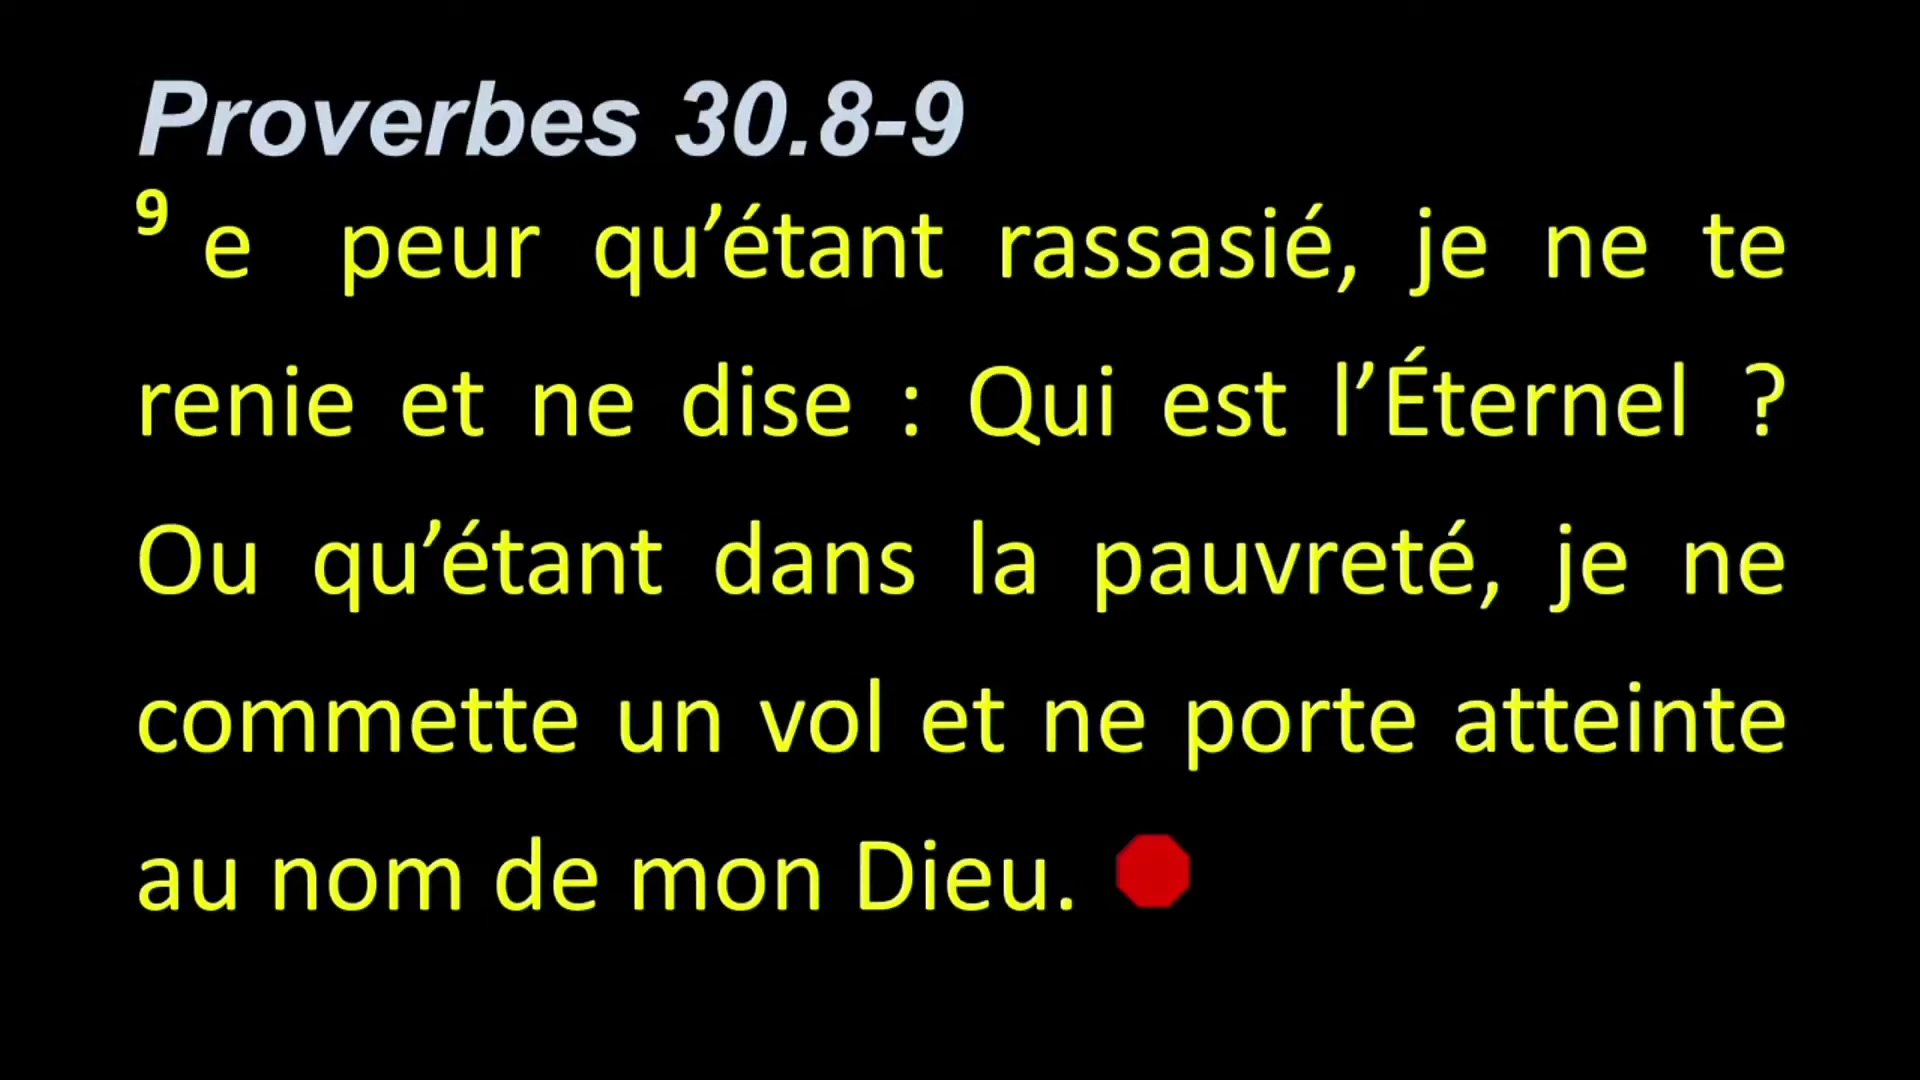 Proverbes 30.8-9
9 e peur qu’étant rassasié, je ne te
renie et ne dise : Qui est l’Éternel ?
Ou qu’étant dans la pauvreté, je ne
commette un vol et ne porte atteinte
au nom de mon Dieu.